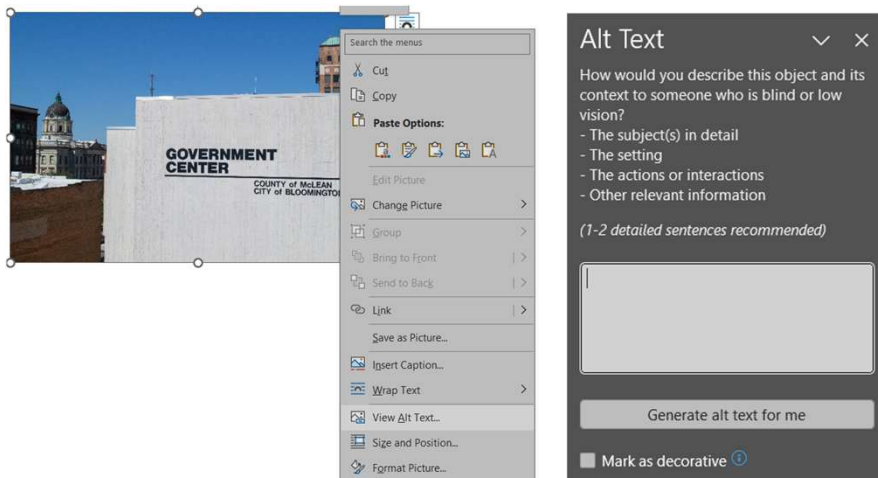 GOVERNMENT
CENTER
COUNTY of McLEAN
CITY of BLOOMINGTO
Search the menus
Cut
Copy
Paste Options:
Edit Picture
Change Picture
Group
Bring to Front
Send to Back
Link
Save as Picture...
Insert Caption...
Wrap Text
View Alt Text...
Size and Position...
Format Picture...
Alt Text
How would you describe this object and its
context to someone who is blind or low
vision?
- The subject(s) in detail
- The setting
- The actions or interactions
- Other relevant information
(1-2 detailed sentences recommended)
Generate alt text for me
Mark as decorative